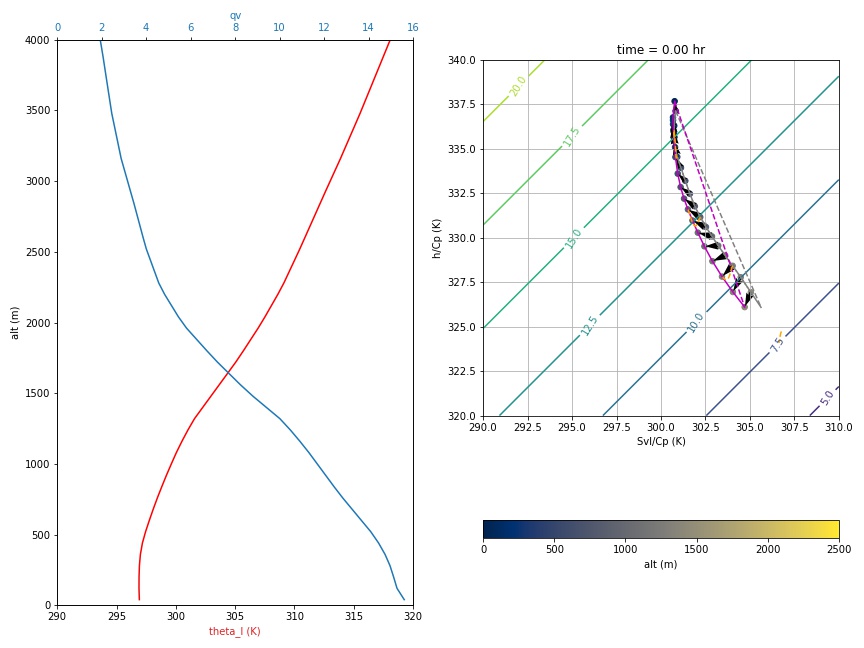 qv
0 2 4 6 8 10 12 14 16
4000
3500
3000
2500
2000
1500
1000
500
0
alt (m)
290 295 300 305 310 315 320
theta_l (K)
time = 0.00 hr
340.0
337.5
335.0
332.5
330.0
327.5
325.0
322.5
320.0
h/Cp (K)
20.0
17.5
15.0
12.5
10.0
7.5
5.0
290.0 292.5 295.0 297.5 300.0 302.5 305.0 307.5 310.0
Svl/Cp (K)
0 500 1000 1500 2000 2500
alt (m)